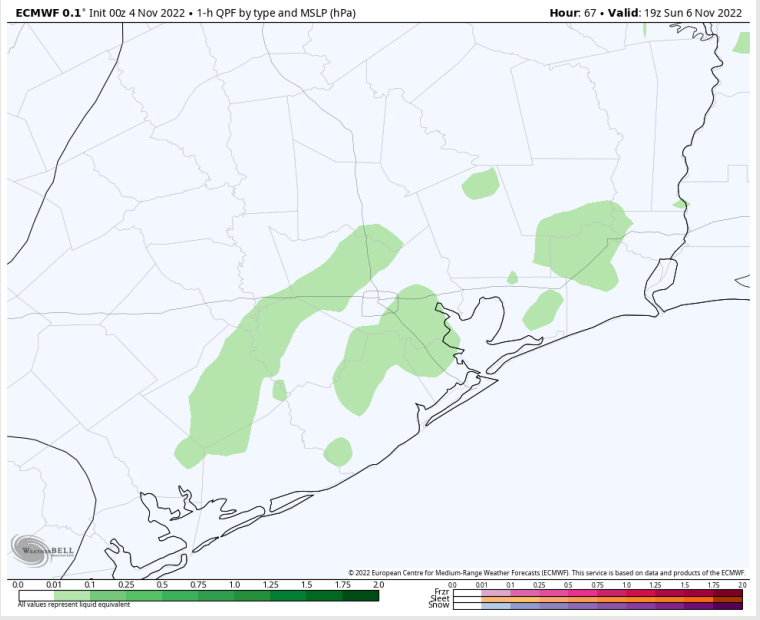 ECMWF 0.1° Init 00z 4 Nov 2022 • 1-h QPF by type and MSLP (hPa)
Hour: 67 • Valid: 19z Sun 6 Nov 2022
WEATHERBELL
© 2022 European Centre for Medium-Range Weather Forecasts (ECMWF). This service is based on data and products of the ECMWF.
0.0 0.01 0.1 0.25 0.5 0.75 1.0 1.25 1.5 1.75 2.0
All values represent liquid equivalent
0.0 0.01 0.1 0.25 0.50 0.75 1.0 1.25 1.50 1.75 2.0
Frzr
Sleet
Snow